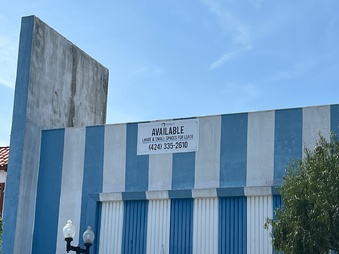 AVAILABLE
LARGE & SMALL SPACES FOR LEASE
(424) 335-2610